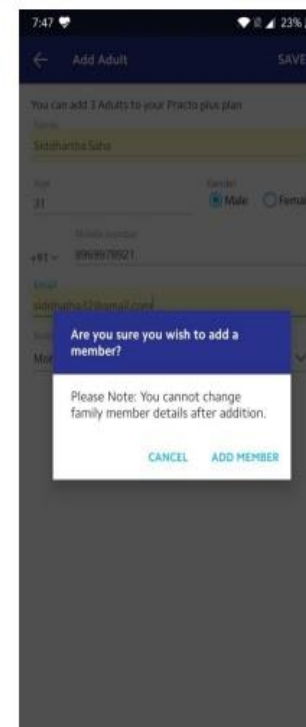 7:47
23%
Add Adult
SAVE
You can add 3 Adults to your Practo plus plan
Name
Siddhartha Saha
Age
Gender
31
Male
Femal
Mobile Number
+91
Email
Are you sure you wish to add a
member?
Please Note: You cannot change
family member details after addition.
CANCEL
ADD MEMBER